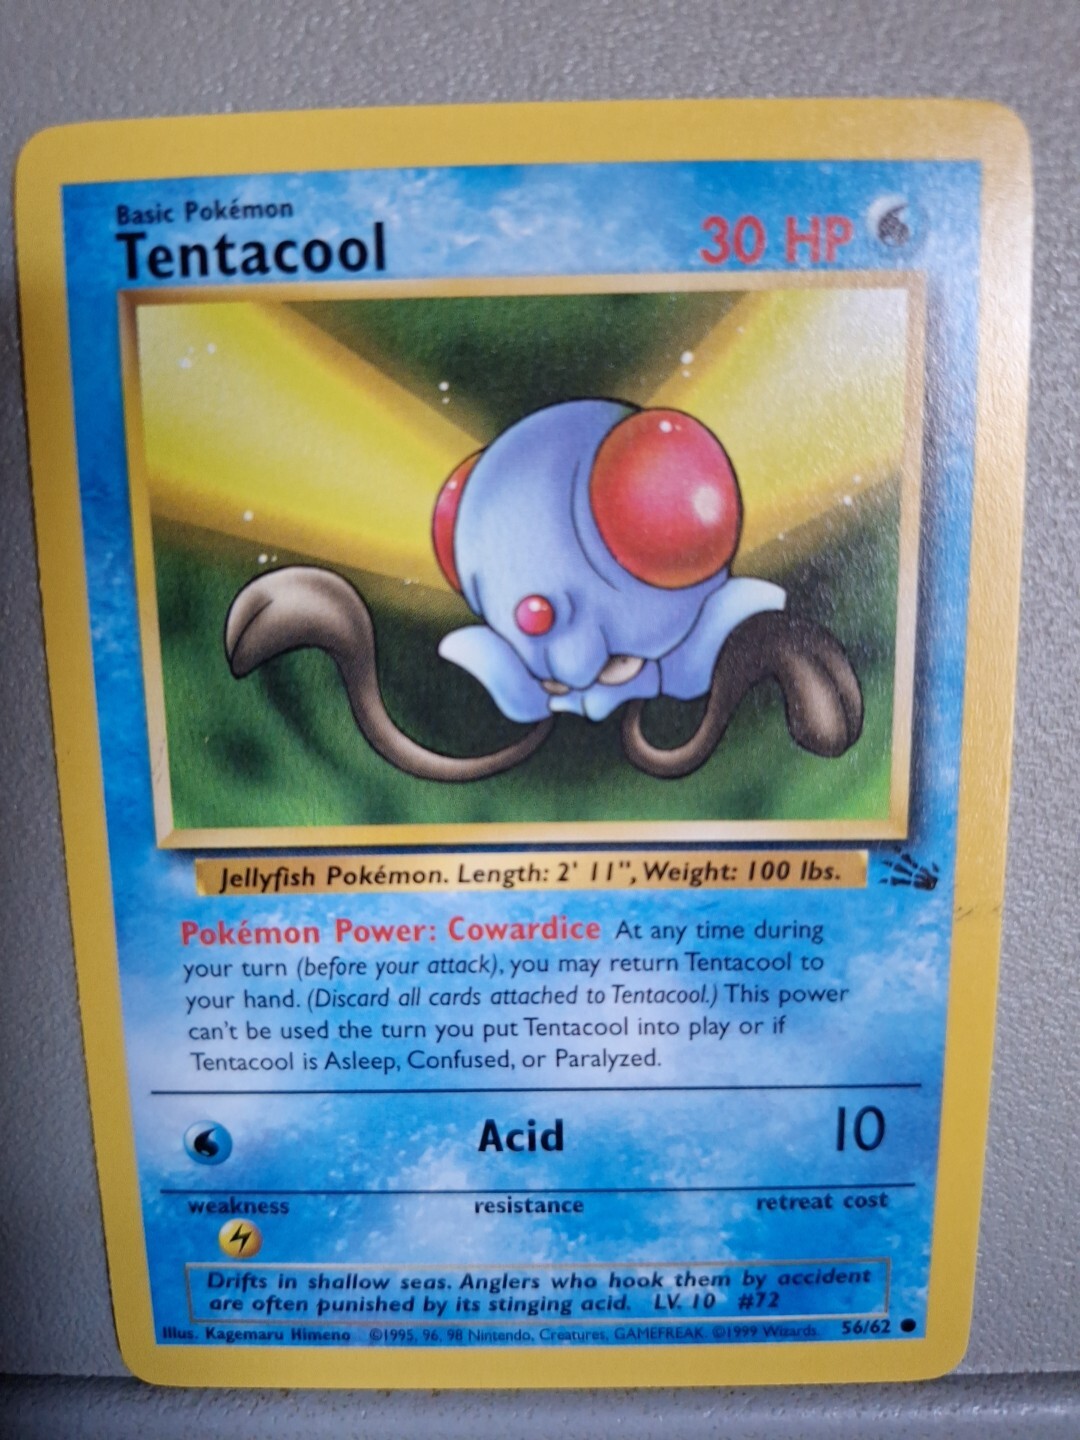 Basic Pokémon
Tentacool
30 HP
Jellyfish Pokémon. Length: 2' 11", Weight: 100 lbs.
Pokémon Power: Cowardice At any time during
your turn (before your attack), you may return Tentacool to
your hand. (Discard all cards attached to Tentacool.) This power
can't be used the turn you put Tentacool into play or if
Tentacool is Asleep, Confused, or Paralyzed.
Acid 10
weakness resistance retreat cost
Drifts in shallow seas. Anglers who hook them by accident
are often punished by its stinging acid. LV. 10 #72
Illus. Kagemaru Himeno ©1995, 96, 98 Nintendo, Creatures, GAMEFREAK. ©1999 Wizards. 56/62